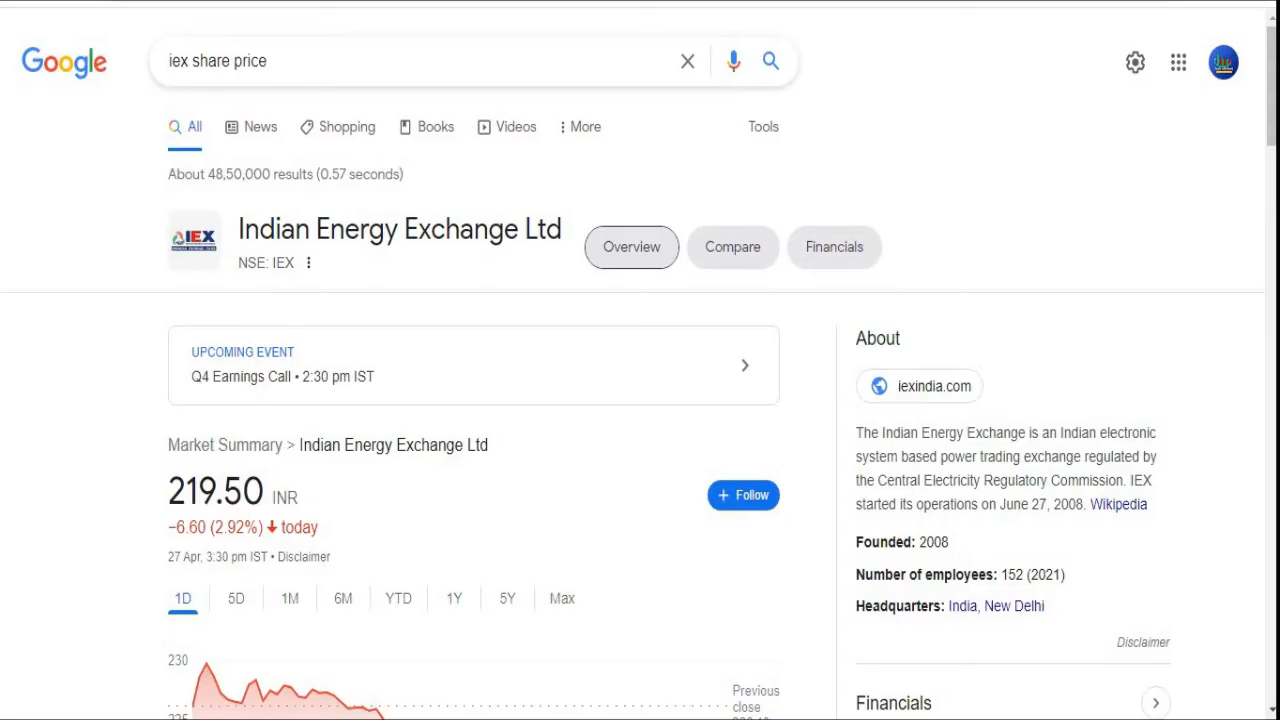 Google
iex share price
All News Shopping Books Videos More Tools
About 48,50,000 results (0.57 seconds)
IEX
Indian Energy Exchange Ltd
NSE: IEX
Overview Compare Financials
UPCOMING EVENT
Q4 Earnings Call • 2:30 pm IST
Market Summary > Indian Energy Exchange Ltd
219.50 INR
+ Follow
−6.60 (2.92%) today
27 Apr, 3:30 pm IST • Disclaimer
1D 5D 1M 6M YTD 1Y 5Y Max
230
Previous
close
About
iexindia.com
The Indian Energy Exchange is an Indian electronic
system based power trading exchange regulated by
the Central Electricity Regulatory Commission. IEX
started its operations on June 27, 2008. Wikipedia
Founded: 2008
Number of employees: 152 (2021)
Headquarters: India, New Delhi
Disclaimer
Financials